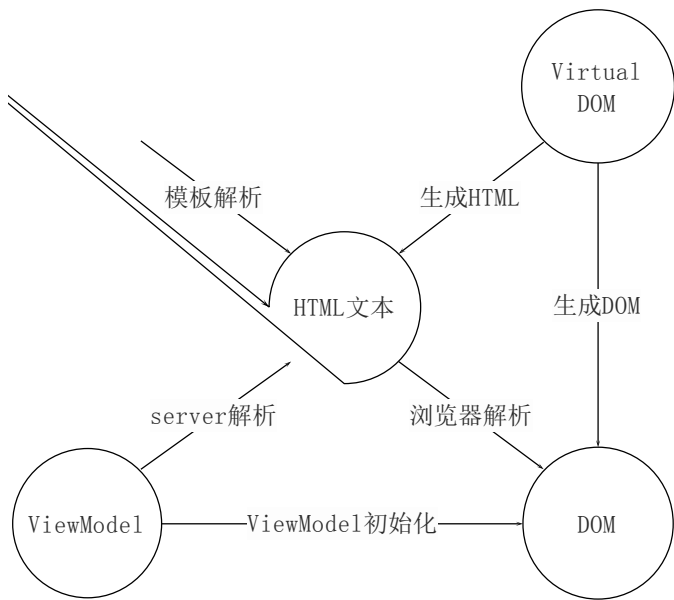 Virtual
DOM
模板解析
生成HTML
HTML文本
生成DOM
server解析
浏览器解析
ViewModel
ViewModel初始化
DOM